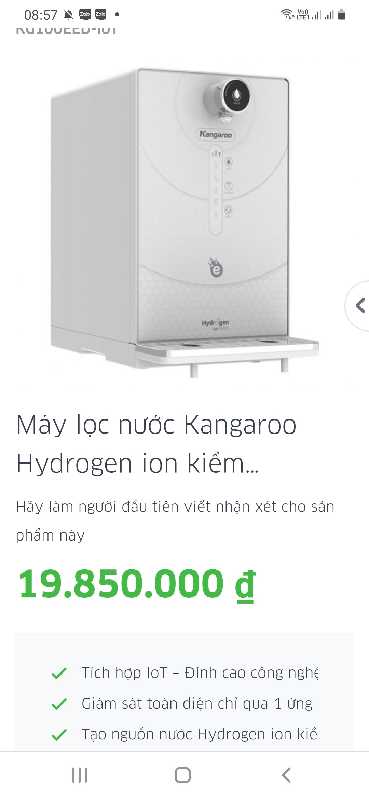 08:57
KG100EED-IoT
Kangaroo
Hydrogen
Máy lọc nước Kangaroo
Hydrogen ion kiềm...
Hãy làm người đầu tiên viết nhận xét cho sản
phẩm này
19.850.000 ₫
Tích hợp IoT – Đỉnh cao công nghệ
Giám sát toàn diện chỉ qua 1 ứng
Tạo nguồn nước Hydrogen ion kiề